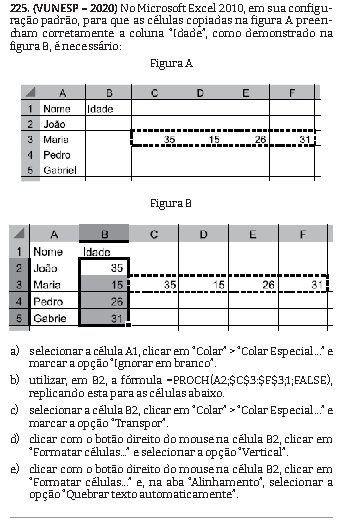 225. (VUNESP – 2020) No Microsoft Excel 2010, em sua configu-
ração padrão, para que as células copiadas na figura A preen-
cham corretamente a coluna "Idade", como demonstrado na
figura B, é necessário:
Figura A
A B C D E F
1 Nome Idade
2 João
3 Maria 35 15 26 31
4 Pedro
5 Gabriel
Figura B
A B C D E F
1 Nome Idade
2 João 35
3 Maria 15 35 15 26 31
4 Pedro 26
5 Gabrie 31
a) selecionar a célula A1, clicar em "Colar" > "Colar Especial..." e
marcar a opção "Ignorar em branco".
b) utilizar, em B2, a fórmula =PROCH(A2;$C$3:$F$3;1;FALSE),
replicando esta para as células abaixo.
c) selecionar a célula B2, clicar em "Colar" > "Colar Especial..." e
marcar a opção "Transpor".
d) clicar com o botão direito do mouse na célula B2, clicar em
"Formatar células..." e selecionar a opção "Vertical".
e) clicar com o botão direito do mouse na célula B2, clicar em
"Formatar células..." e, na aba "Alinhamento", selecionar a
opção "Quebrar texto automaticamente".